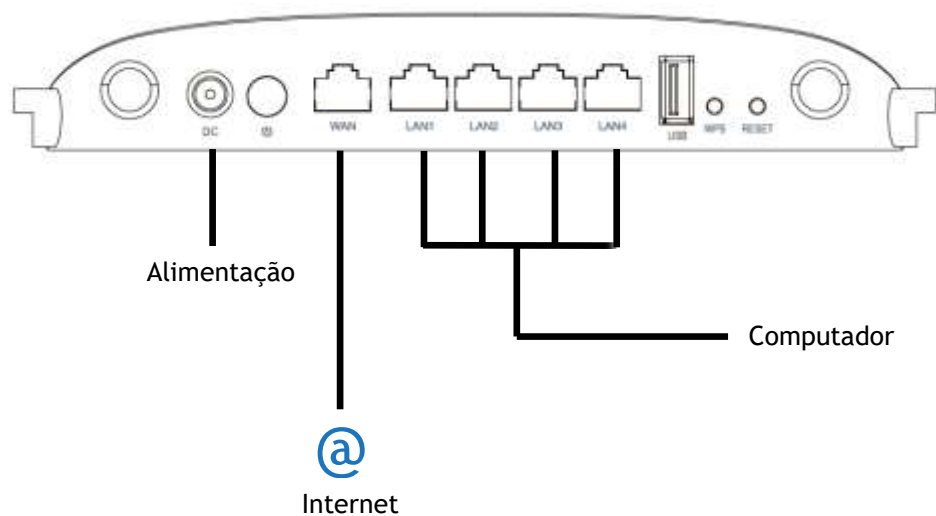 DC WAN LAN1 LAN2 LAN3 LAN4 USB WPS RESET
Alimentação
Computador
@
Internet